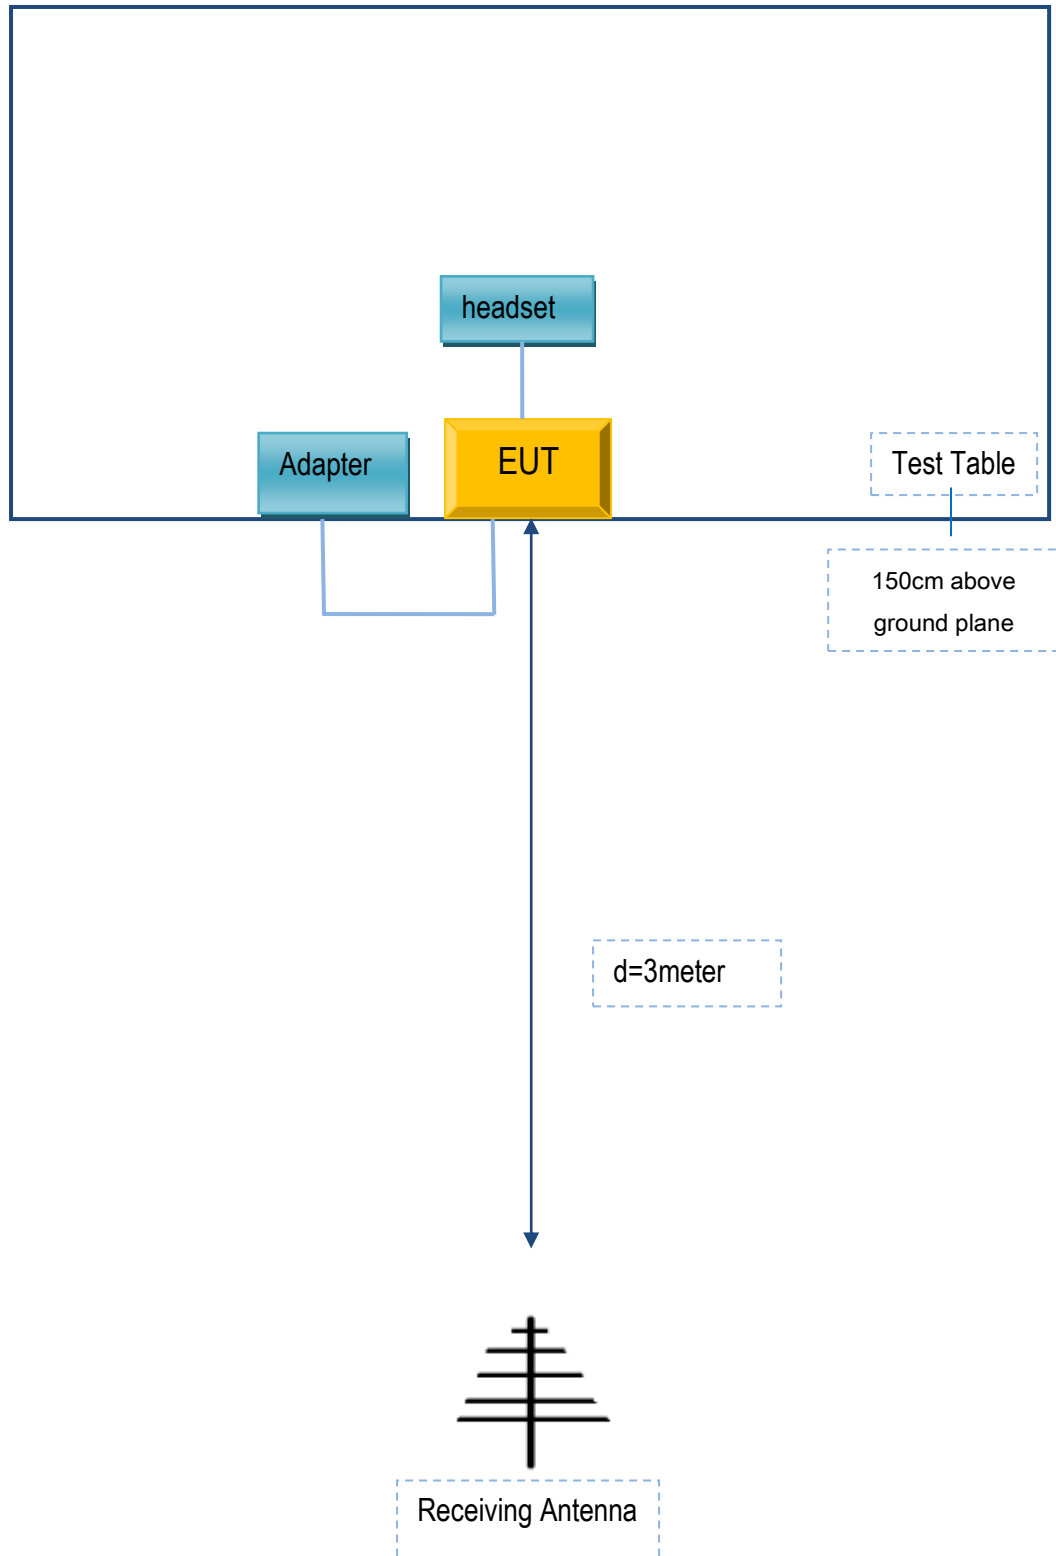 headset
Adapter
EUT
Test Table
150cm above
ground plane
d=3meter
Receiving Antenna